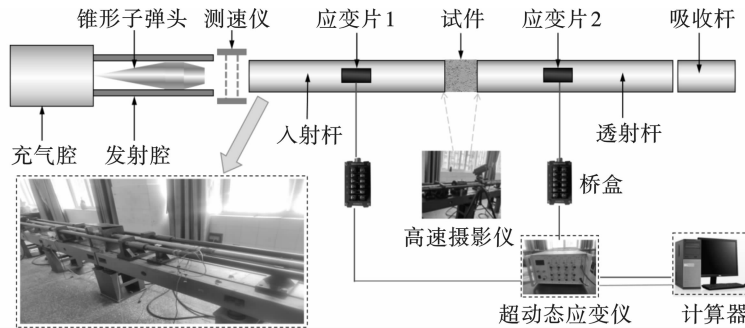 锥形子弹头
测速仪
应变片1
试件
应变片2
吸收杆
入射杆
透射杆
充气腔
发射腔
桥盒
高速摄影仪
超动态应变仪
计算器